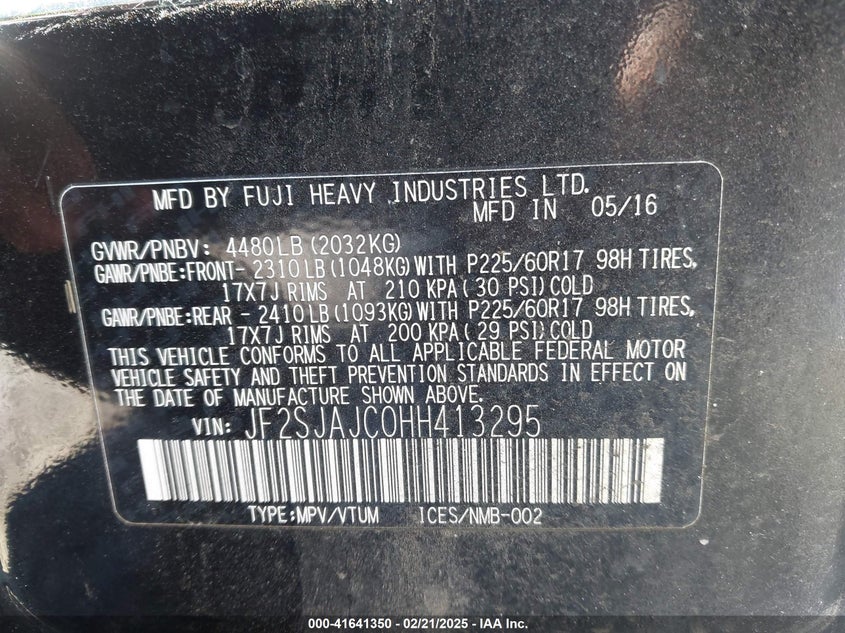 MFD BY FUJI HEAVY INDUSTRIES LTD.
MFD IN 05/16
GVWR/PNBV: 4480LB (2032KG)
GAWR/PNBE:FRONT- 2310LB (1048KG) WITH P225/60R17 98H TIRES,
17X7J RIMS AT 210 KPA ( 30 PSI) COLD
GAWR/PNBE:REAR - 2410LB (1093KG) WITH P225/60R17 98H TIRES,
17X7J RIMS AT 200 KPA (29 PSI) COLD
THIS VEHICLE CONFORMS TO ALL APPLICABLE FEDERAL MOTOR
VEHICLE SAFETY AND THEFT PREVENTION STANDARDS IN EFFECT ON
THE DATE OF MANUFACTURE SHOWN ABOVE.
VIN: JF2SJAJC0HH413295
TYPE:MPV/VTUM ICES/NMB-002
000-41641350 - 02/21/2025 - IAA Inc.